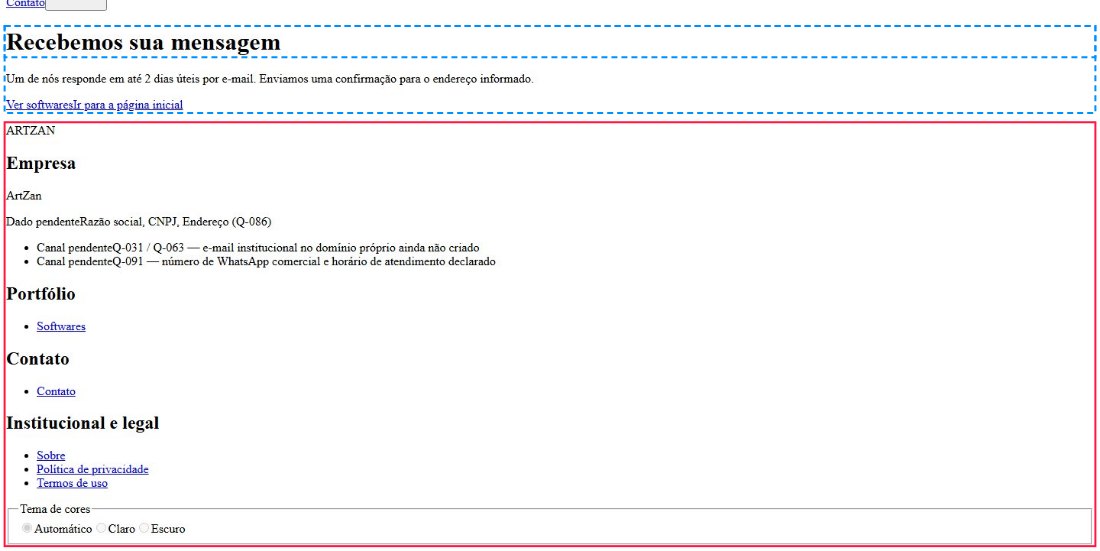 Contato
Recebemos sua mensagem
Um de nós responde em até 2 dias úteis por e-mail. Enviamos uma confirmação para o endereço informado.
Ver softwaresIr para a página inicial
ARTZAN
Empresa
ArtZan
Dado pendenteRazão social, CNPJ, Endereço (Q-086)
Canal pendenteQ-031 / Q-063 — e-mail institucional no domínio próprio ainda não criado
Canal pendenteQ-091 — número de WhatsApp comercial e horário de atendimento declarado
Portfólio
Softwares
Contato
Contato
Institucional e legal
Sobre
Política de privacidade
Termos de uso
Tema de cores
Automático Claro Escuro